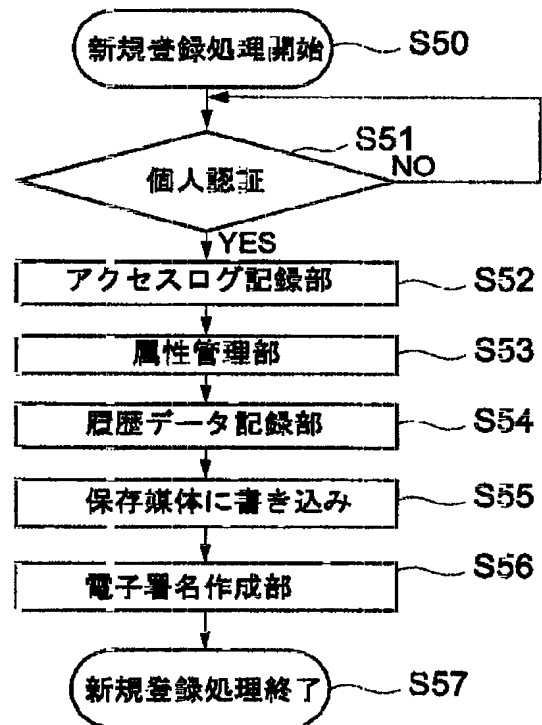 新規登録処理開始 S50
S51
個人認証 NO
YES
アクセスログ記録部 S52
属性管理部 S53
履歴データ記録部 S54
保存媒体に書き込み S55
電子署名作成部 S56
新規登録処理終了 S57